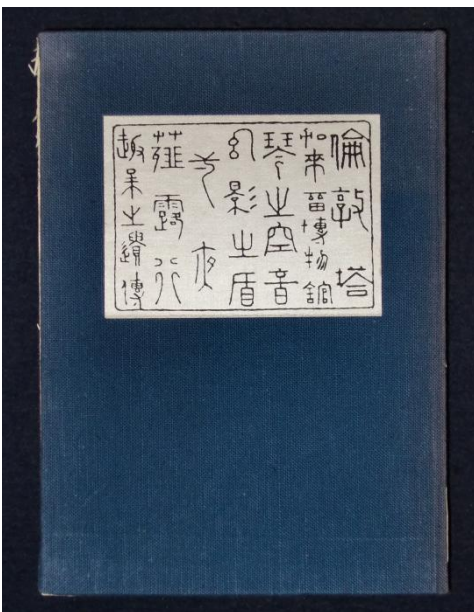 倫敦塔
加來留博物館
琴之空音
幻影之盾
弌夜
薤露行
趣味之遺傳